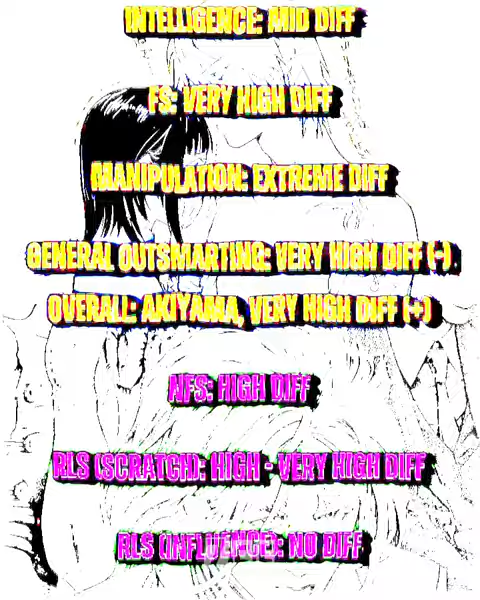 INTELLIGENCE: MID DIFF
FS: VERY HIGH DIFF
MANIPULATION: EXTREME DIFF
GENERAL OUTSMARTING: VERY HIGH DIFF (-)
OVERALL: AKIYAMA, VERY HIGH DIFF (+)
NFS: HIGH DIFF
RLS (SCRATCH): HIGH - VERY HIGH DIFF
RLS (INFLUENCE): NO DIFF